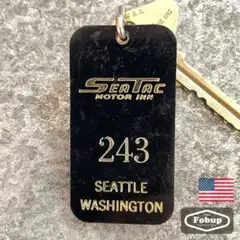 SEATAC
MOTOR INN
243
SEATTLE
WASHINGTON
Fobup